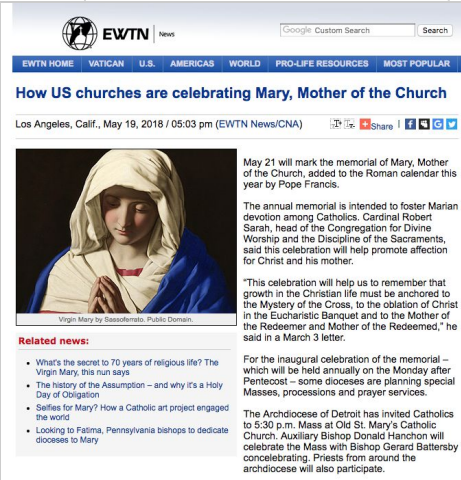 EWTN News
Google Custom Search Search
EWTN HOME VATICAN U.S. AMERICAS WORLD PRO-LIFE RESOURCES MOST POPULAR
How US churches are celebrating Mary, Mother of the Church
Los Angeles, Calif., May 19, 2018 / 05:03 pm (EWTN News/CNA)
Share
Virgin Mary by Sassoferrato. Public Domain.
Related news:
What's the secret to 70 years of religious life? The
Virgin Mary, this nun says
The history of the Assumption – and why it's a Holy
Day of Obligation
Selfies for Mary? How a Catholic art project engaged
the world
Looking to Fatima, Pennsylvania bishops to dedicate
dioceses to Mary
May 21 will mark the memorial of Mary, Mother
of the Church, added to the Roman calendar this
year by Pope Francis.
The annual memorial is intended to foster Marian
devotion among Catholics. Cardinal Robert
Sarah, head of the Congregation for Divine
Worship and the Discipline of the Sacraments,
said this celebration will help promote affection
for Christ and his mother.
"This celebration will help us to remember that
growth in the Christian life must be anchored to
the Mystery of the Cross, to the oblation of Christ
in the Eucharistic Banquet and to the Mother of
the Redeemer and Mother of the Redeemed," he
said in a March 3 letter.
For the inaugural celebration of the memorial –
which will be held annually on the Monday after
Pentecost – some dioceses are planning special
Masses, processions and prayer services.
The Archdiocese of Detroit has invited Catholics
to 5:30 p.m. Mass at Old St. Mary's Catholic
Church. Auxiliary Bishop Donald Hanchon will
celebrate the Mass with Bishop Gerard Battersby
concelebrating. Priests from around the
archdiocese will also participate.